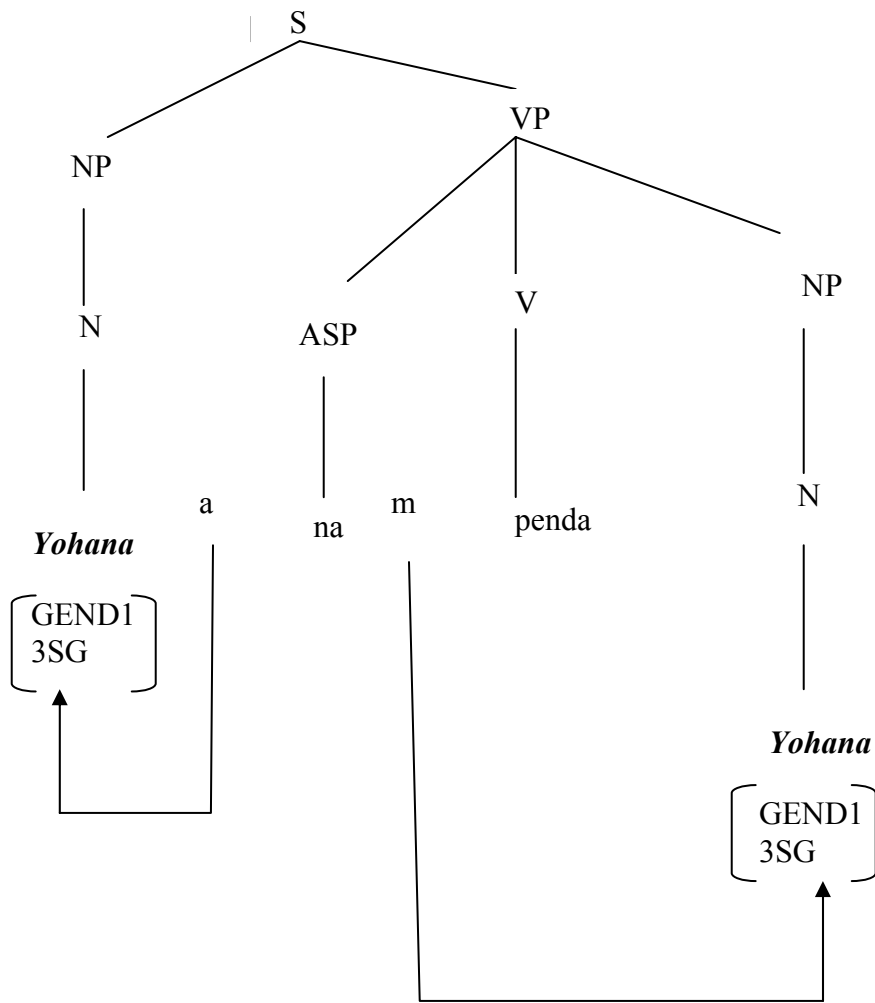 S
VP
NP
NP
V
N
ASP
a
m
N
na
penda
Yohana
GEND1
3SG
Yohana
GEND1
3SG